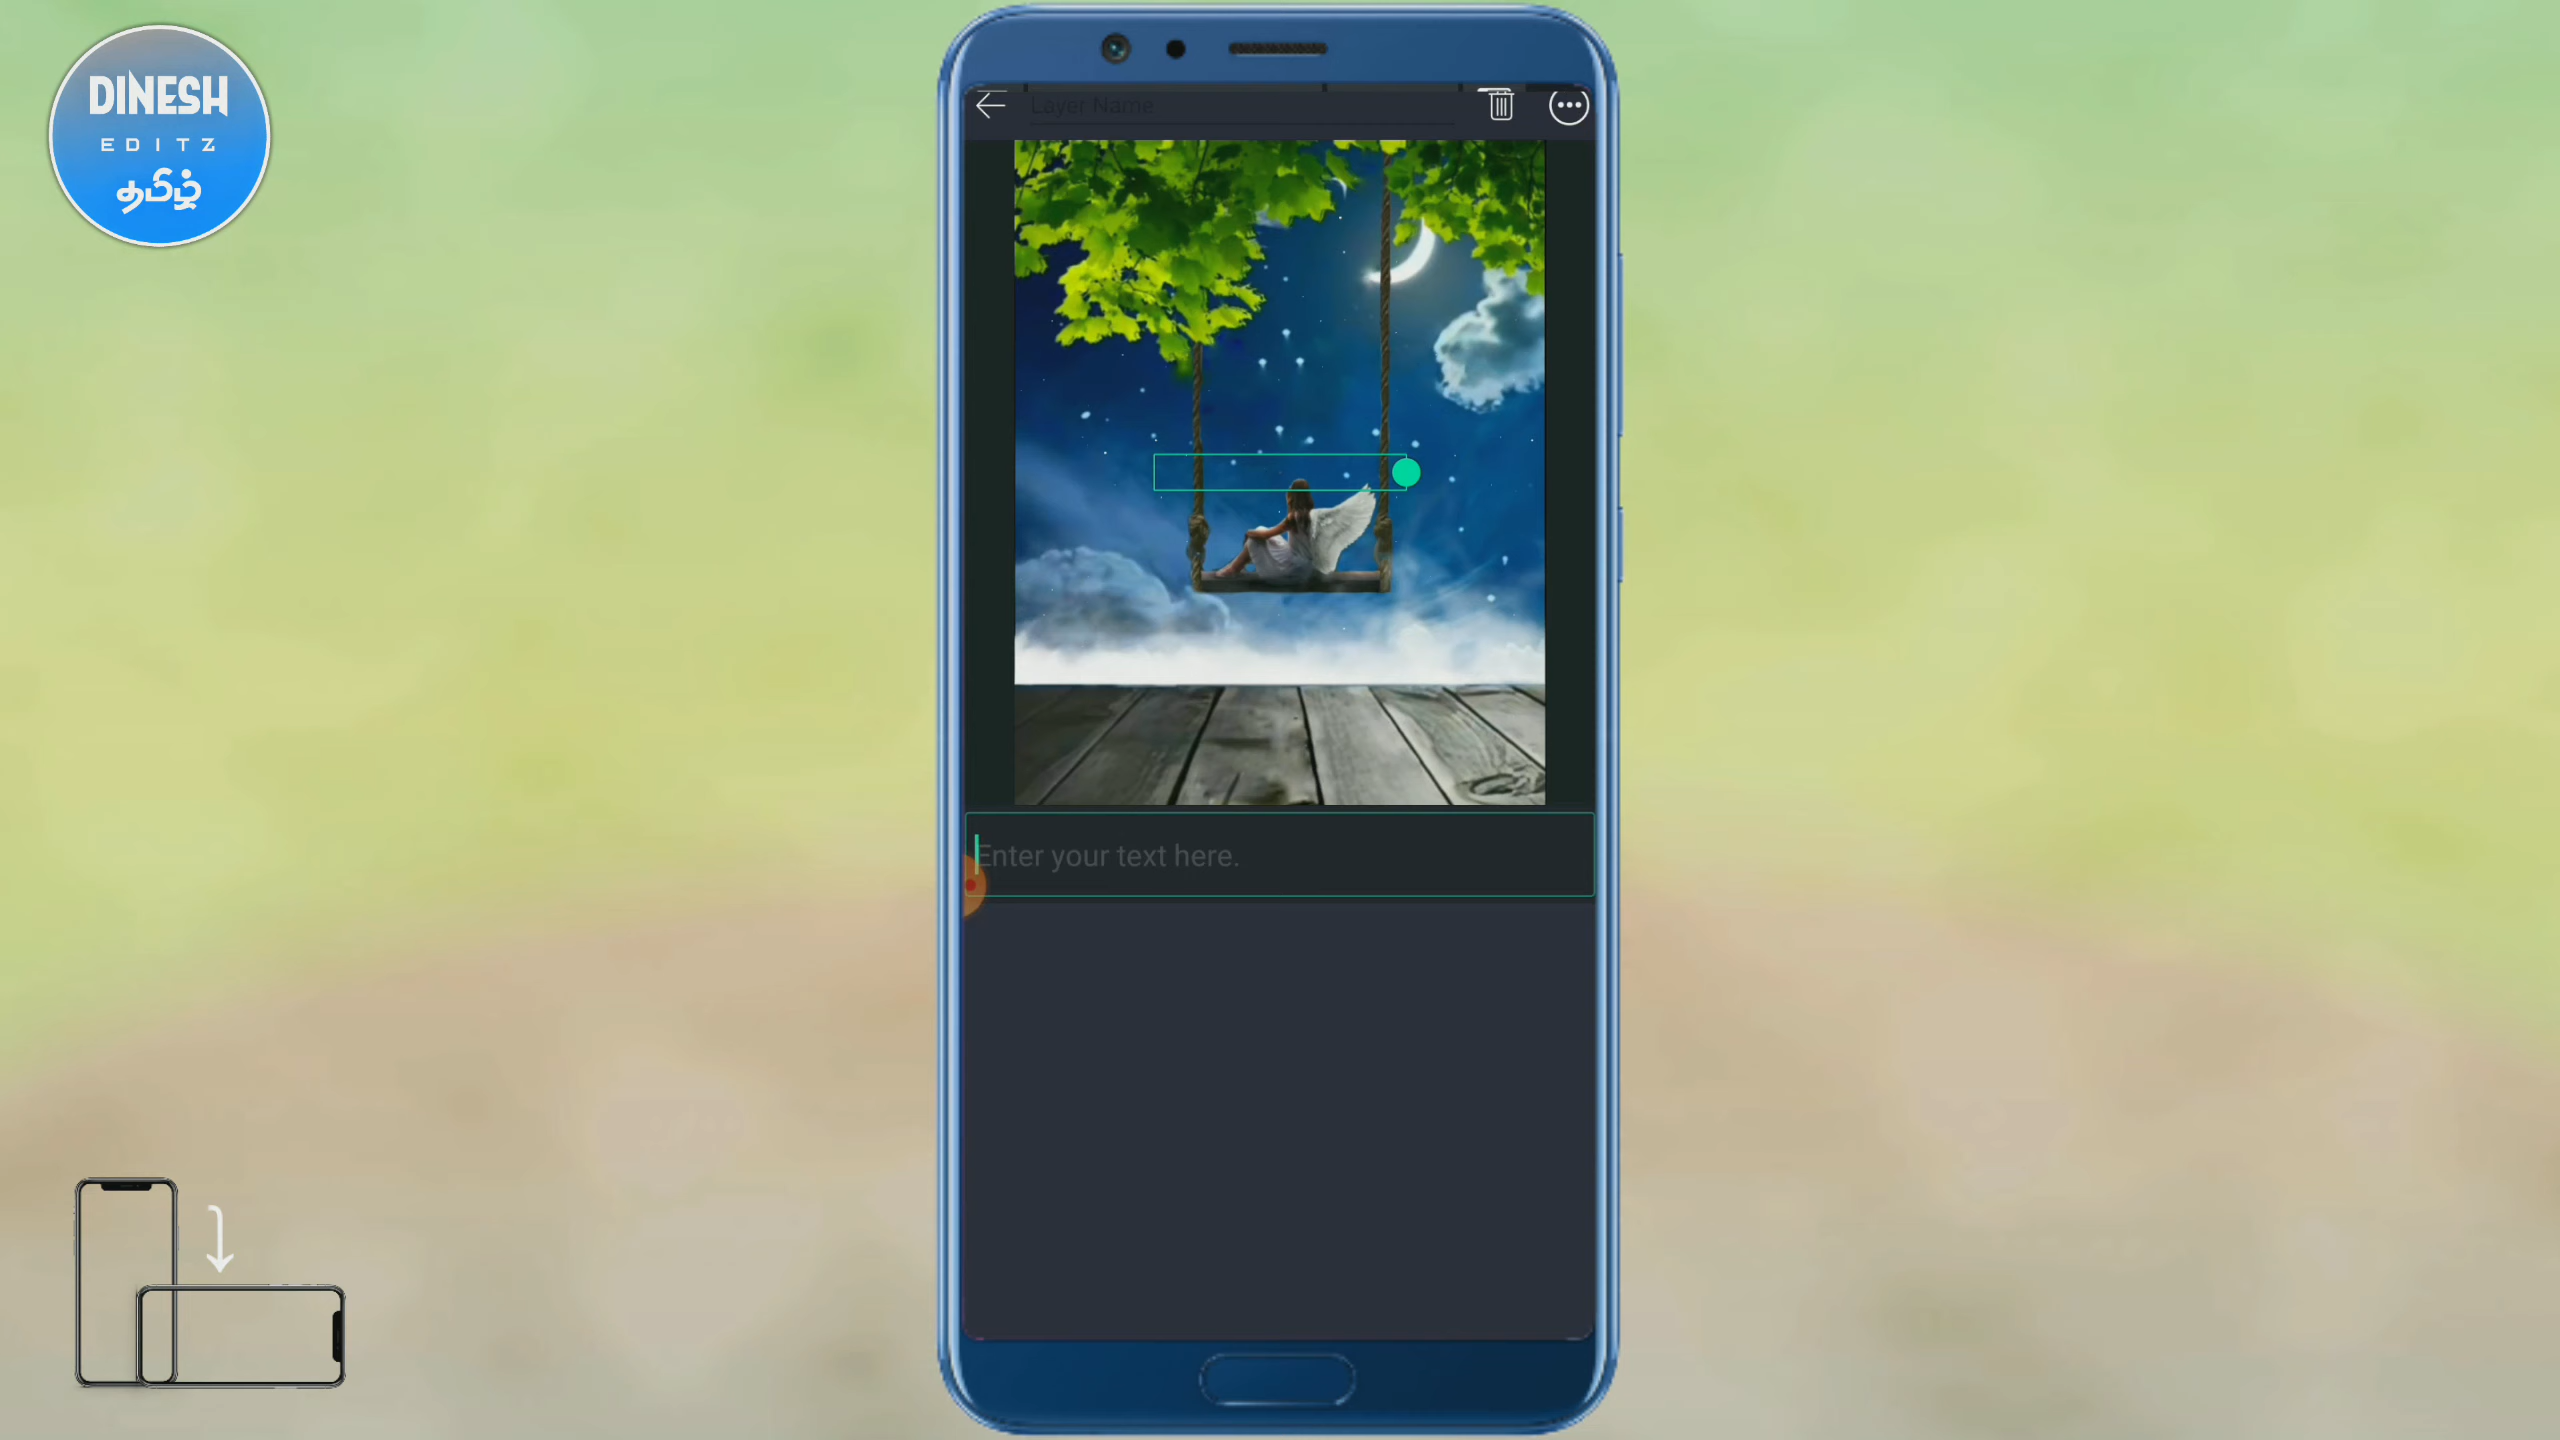 DINESH
EDITZ
தமிழ்
Layer Name
Enter your text here.